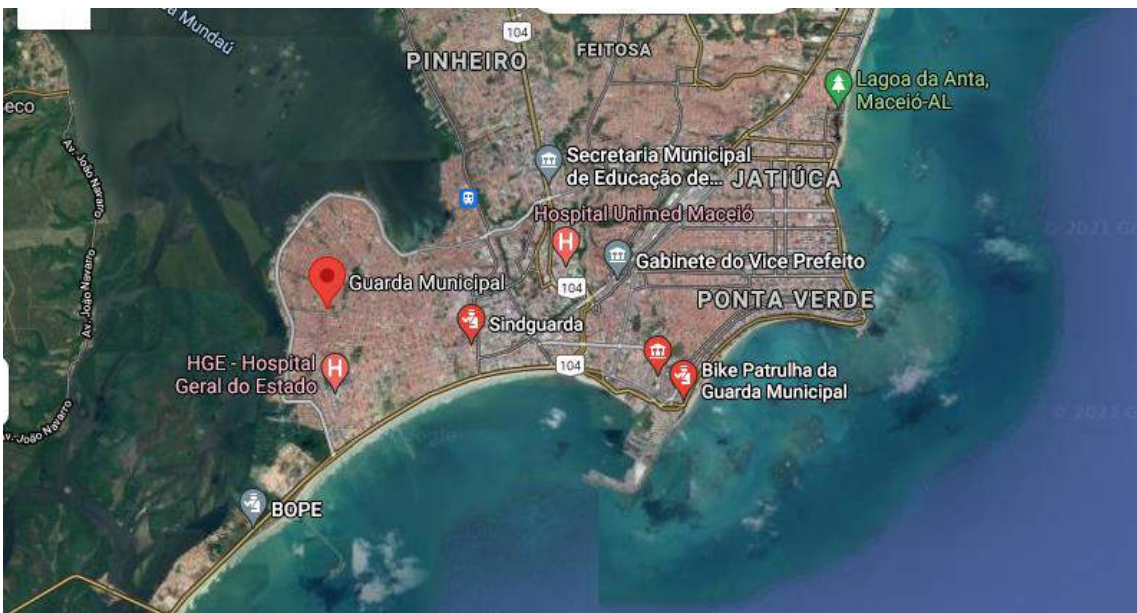 Mundaú
104
PINHEIRO
FEITOSA
Lagoa da Anta,
Maceió-AL
eco
Av. João Navarro
Secretaria Municipal
de Educação de...
JATIÚCA
Hospital Unimed Maceió
© 2021
Gabinete do Vice Prefeito
Av. João Navarro
Guarda Municipal
104
PONTA VERDE
Sindguarda
HGE - Hospital
Geral do Estado
104
Bike Patrulha da
Guarda Municipal
© 2021
Av. João Navarro
BOPE